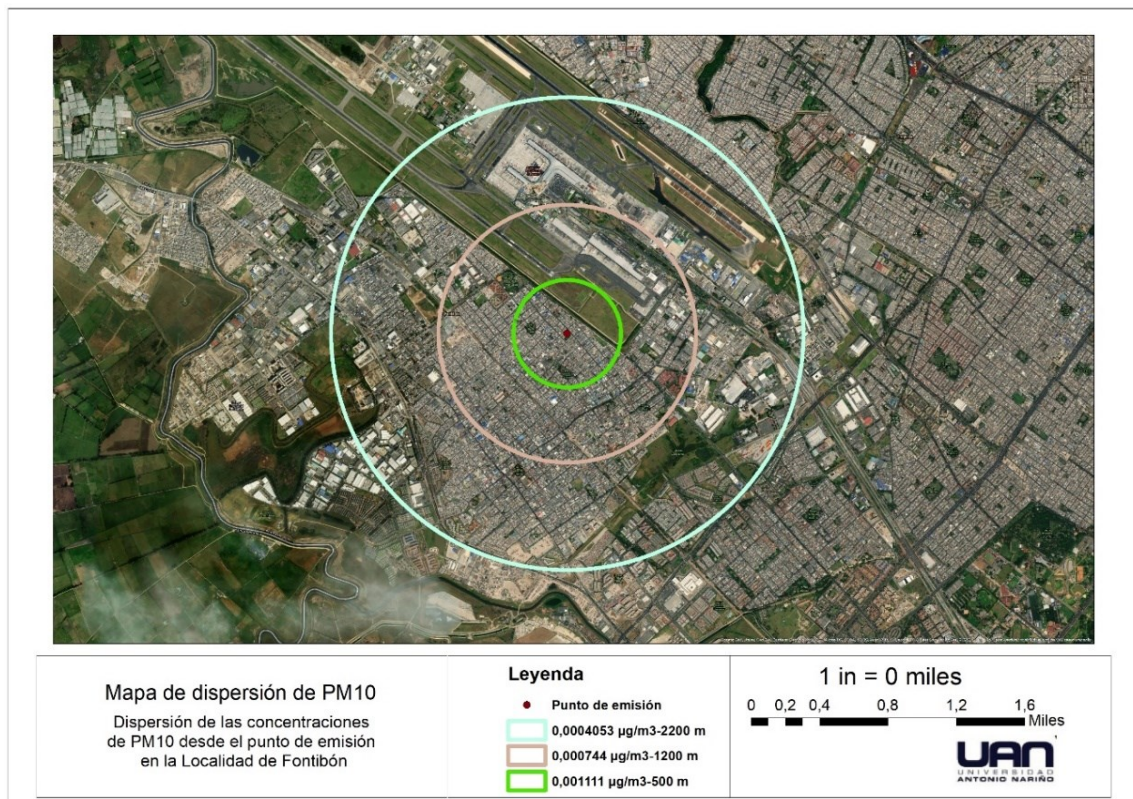 Mapa de dispersión de PM10
Dispersión de las concentraciones
de PM10 desde el punto de emisión
en la Localidad de Fontibón
Leyenda
Punto de emisión
0,0004053 µg/m3-2200 m
0,000744 µg/m3-1200 m
0,001111 µg/m3-500 m
1 in = 0 miles
0 0,2 0,4 0,8 1,2 1,6
Miles
UAN
UNIVERSIDAD
ANTONIO NARIÑO